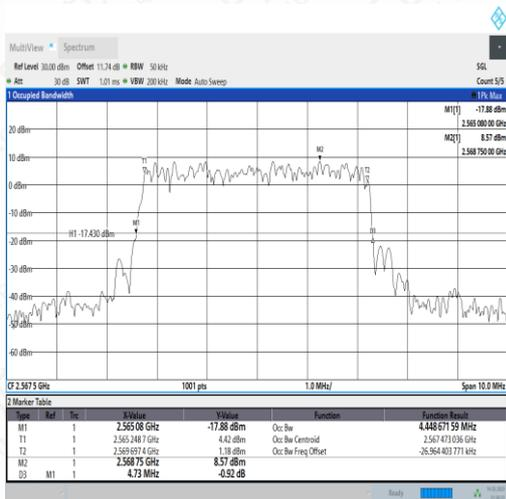 MultiView Spectrum
Ref Level 30.00 dBm Offset 11.74 dB RBW 50 kHz SGL
Att 30 dB SWT 1.01 ms VBW 200 kHz Mode Auto Sweep Count 5/5
1 Occupied Bandwidth 1Pk Max
M1[1] -17.88 dBm
2.565 080 00 GHz
M2[1] 8.57 dBm
2.568 750 00 GHz
20 dBm
10 dBm
T1
M2
T2
0 dBm
-10 dBm
M1
H1 -17.430 dBm
D3
-20 dBm
-30 dBm
-40 dBm
-50 dBm
-60 dBm
CF 2.567 5 GHz 1001 pts 1.0 MHz/ Span 10.0 MHz
2 Marker Table
Type Ref Trc X-Value Y-Value Function Function Result
M1 1 2.565 08 GHz -17.88 dBm Occ Bw 4.448 671 59 MHz
T1 1 2.565 248 7 GHz 4.42 dBm Occ Bw Centroid 2.567 473 036 GHz
T2 1 2.569 697 4 GHz 1.18 dBm Occ Bw Freq Offset -26.964 403 771 kHz
M2 1 2.568 75 GHz 8.57 dBm
D3 M1 1 4.73 MHz -0.92 dB
Ready